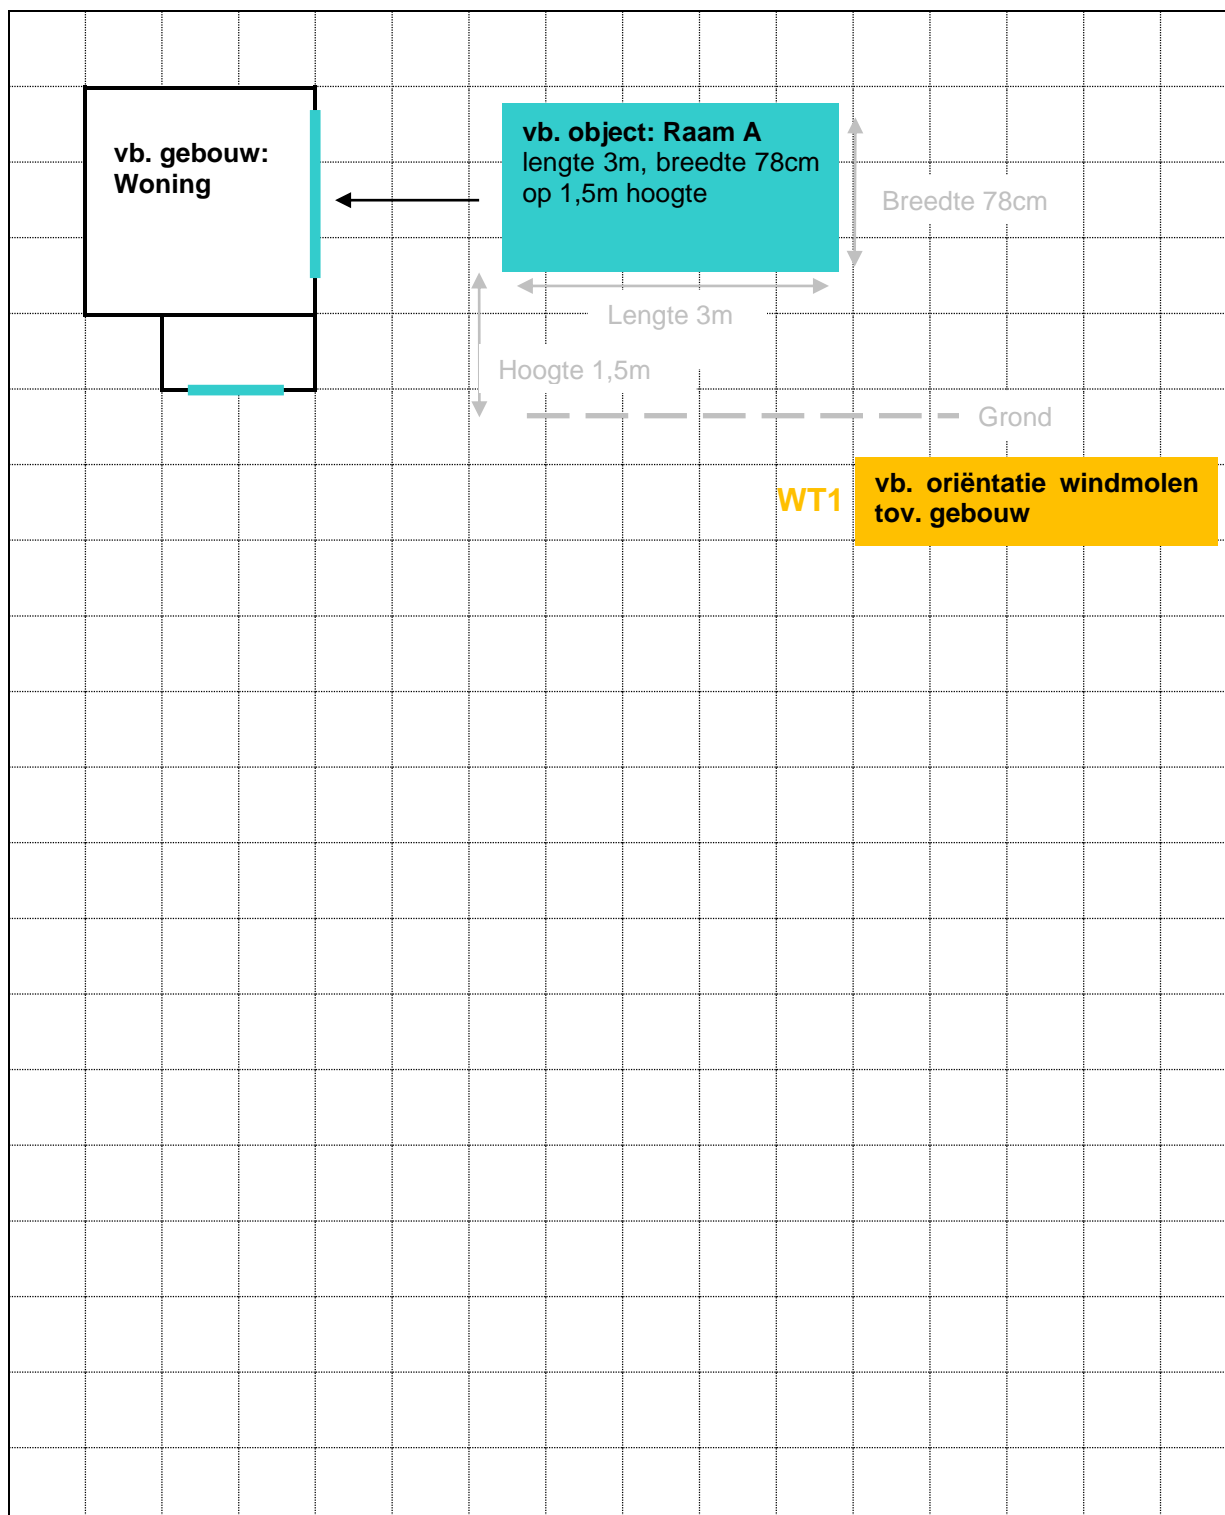 vb. gebouw:
Woning
vb. object: Raam A
lengte 3m, breedte 78cm
op 1,5m hoogte
Breedte 78cm
Lengte 3m
Hoogte 1,5m
Grond
WT1
vb. oriëntatie windmolen
tov. gebouw